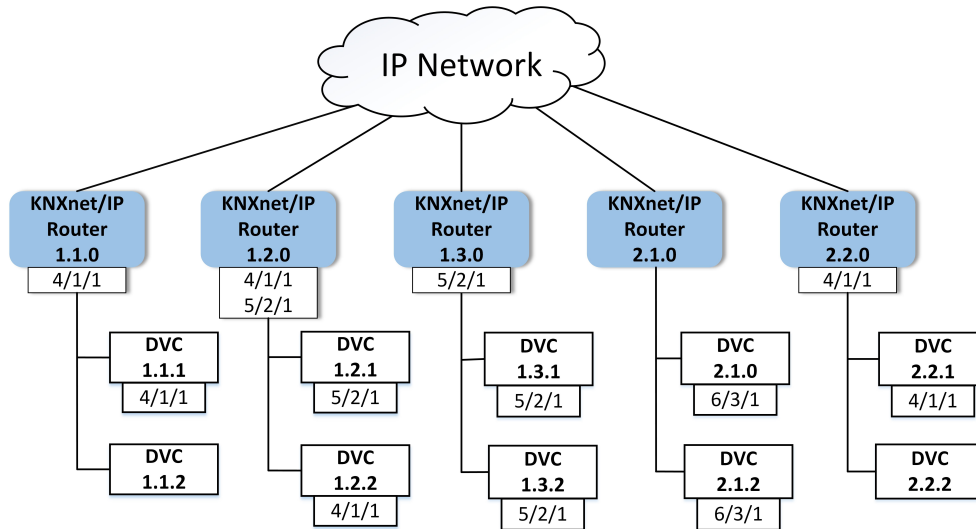 IP Network
KNXnet/IP
Router
1.1.0
4/1/1
KNXnet/IP
Router
1.2.0
4/1/1
5/2/1
KNXnet/IP
Router
1.3.0
5/2/1
KNXnet/IP
Router
2.1.0
KNXnet/IP
Router
2.2.0
4/1/1
DVC
1.1.1
4/1/1
DVC
1.1.2
DVC
1.2.1
5/2/1
DVC
1.2.2
4/1/1
DVC
1.3.1
5/2/1
DVC
1.3.2
5/2/1
DVC
2.1.0
6/3/1
DVC
2.1.2
6/3/1
DVC
2.2.1
4/1/1
DVC
2.2.2